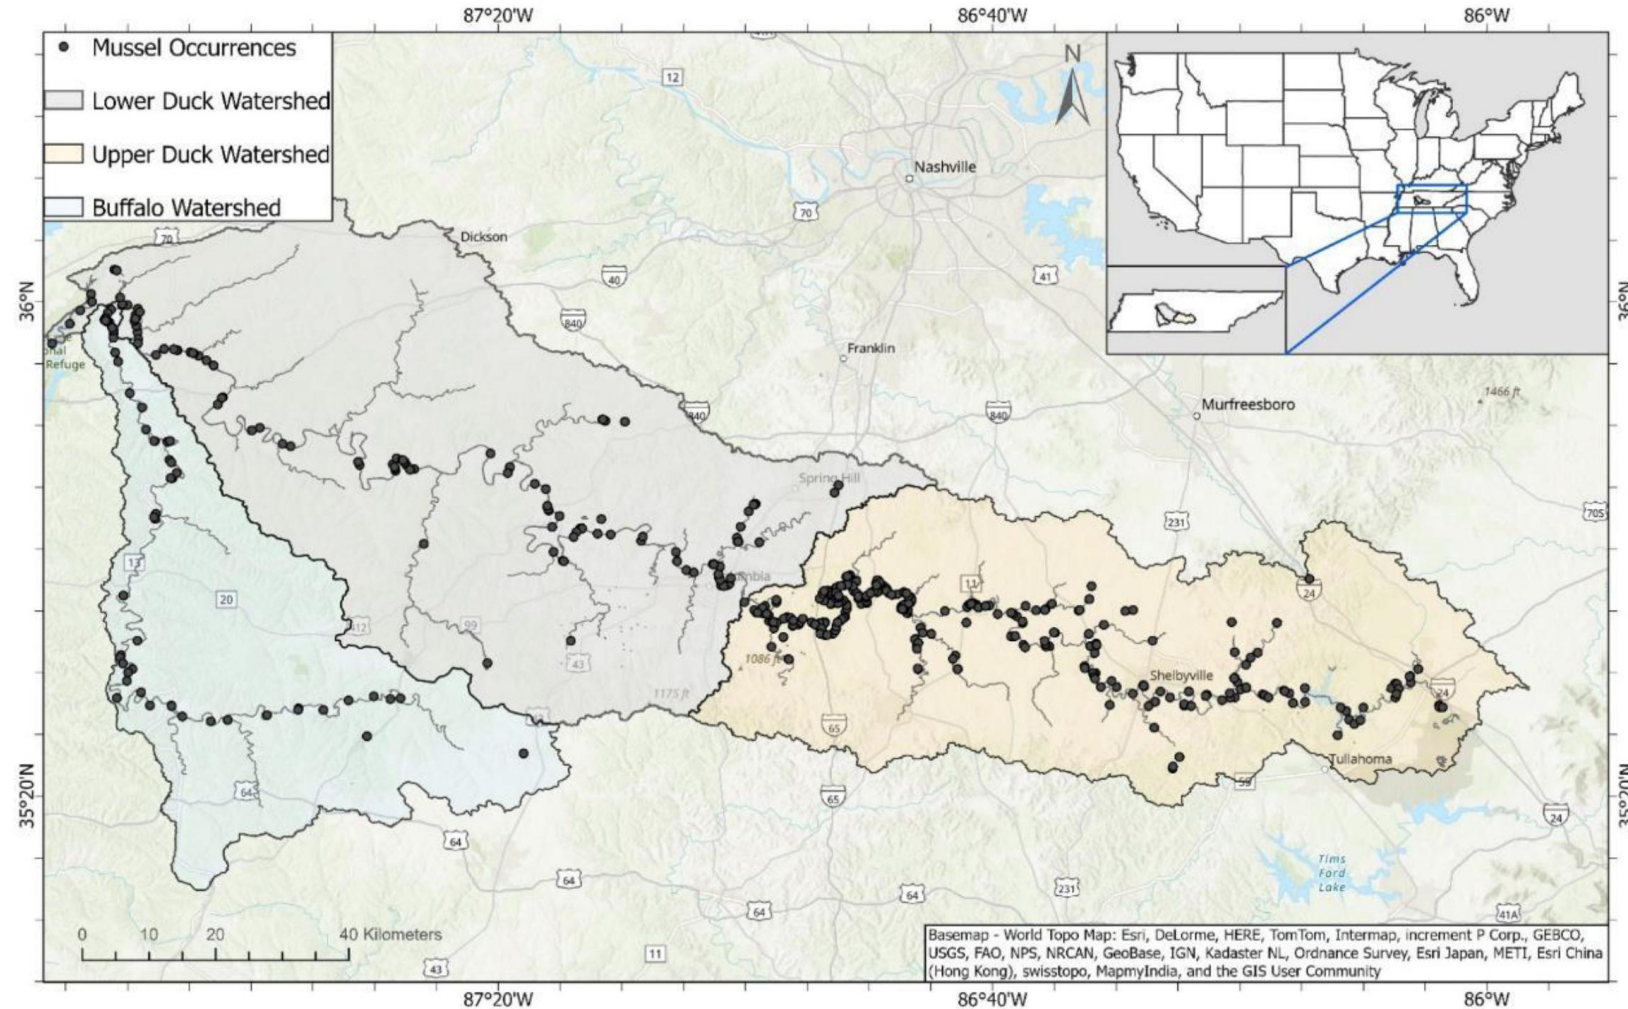 87°20'W
86°40'W
86°W
Mussel Occurrences
Lower Duck Watershed
Upper Duck Watershed
Buffalo Watershed
N
12
Nashville
70
70
Dickson
40
41
36°N
36°N
840
Franklin
Refuge
1466 ft
840
840
Murfreesboro
Spring Hill
70S
231
13
20
11
24
412
99
43
1086 ft
1175 ft
Shelbyville
24
65
64
Tullahoma
35°20'N
65
24
64
Tims
Ford
Lake
64
64
231
64
41A
0 10 20 40 Kilometers
11
43
Basemap - World Topo Map: Esri, DeLorme, HERE, TomTom, Intermap, increment P Corp., GEBCO,
USGS, FAO, NPS, NRCAN, GeoBase, IGN, Kadaster NL, Ordnance Survey, Esri Japan, METI, Esri China
(Hong Kong), swisstopo, MapmyIndia, and the GIS User Community
87°20'W
86°40'W
86°W